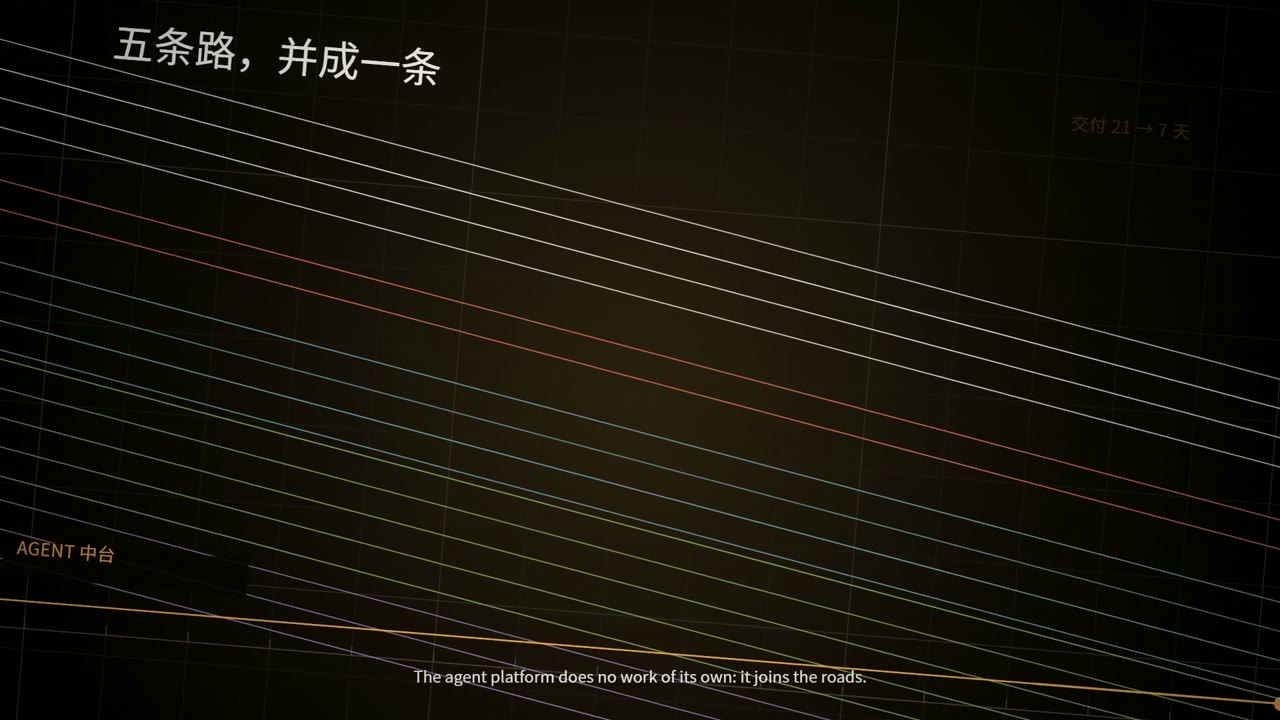 五条路，并成一条
交付 21 → 7 天
AGENT 中台
The agent platform does no work of its own: it joins the roads.